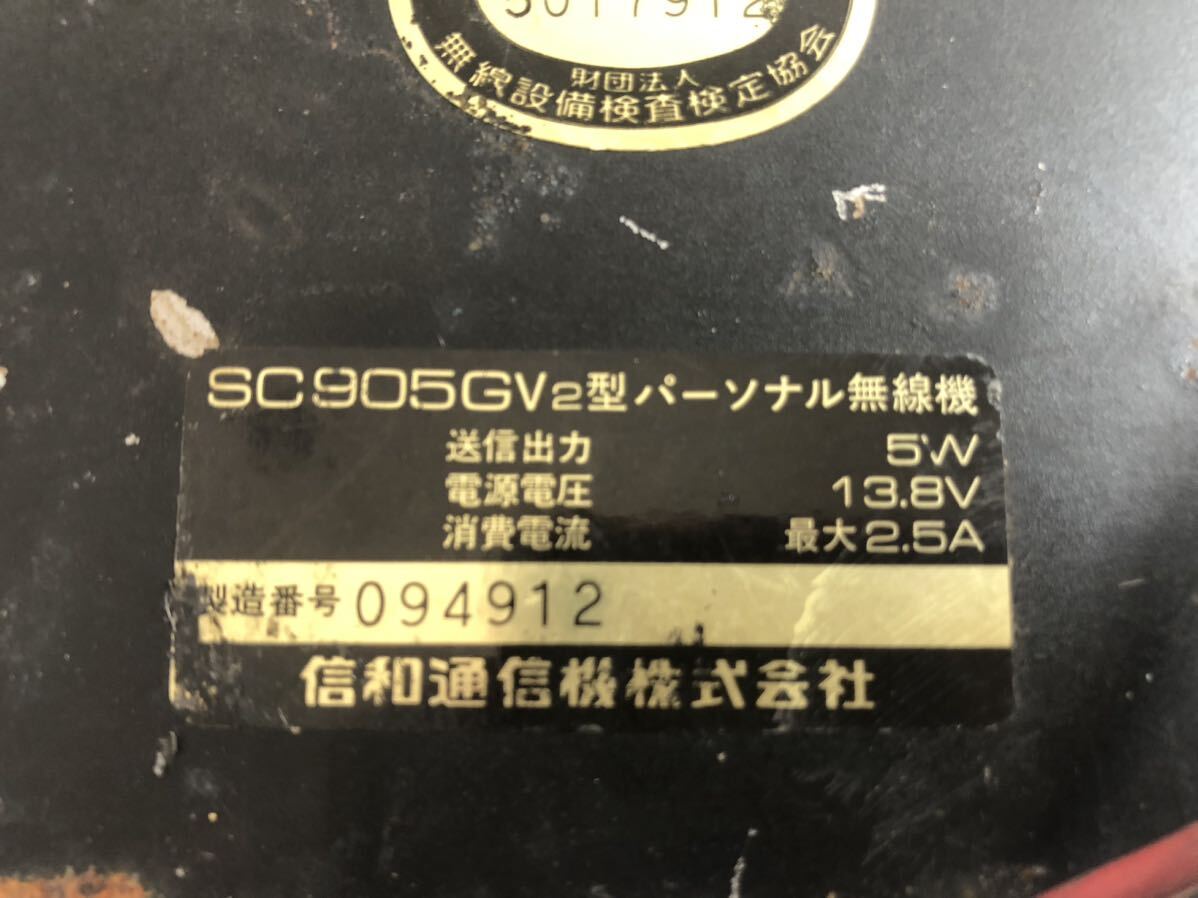 5017912
財団法人
無線設備検査検定協会
SC905GV2型パーソナル無線機
送信出力 5W
電源電圧 13.8V
消費電流 最大2.5A
製造番号 094912
信和通信機株式会社